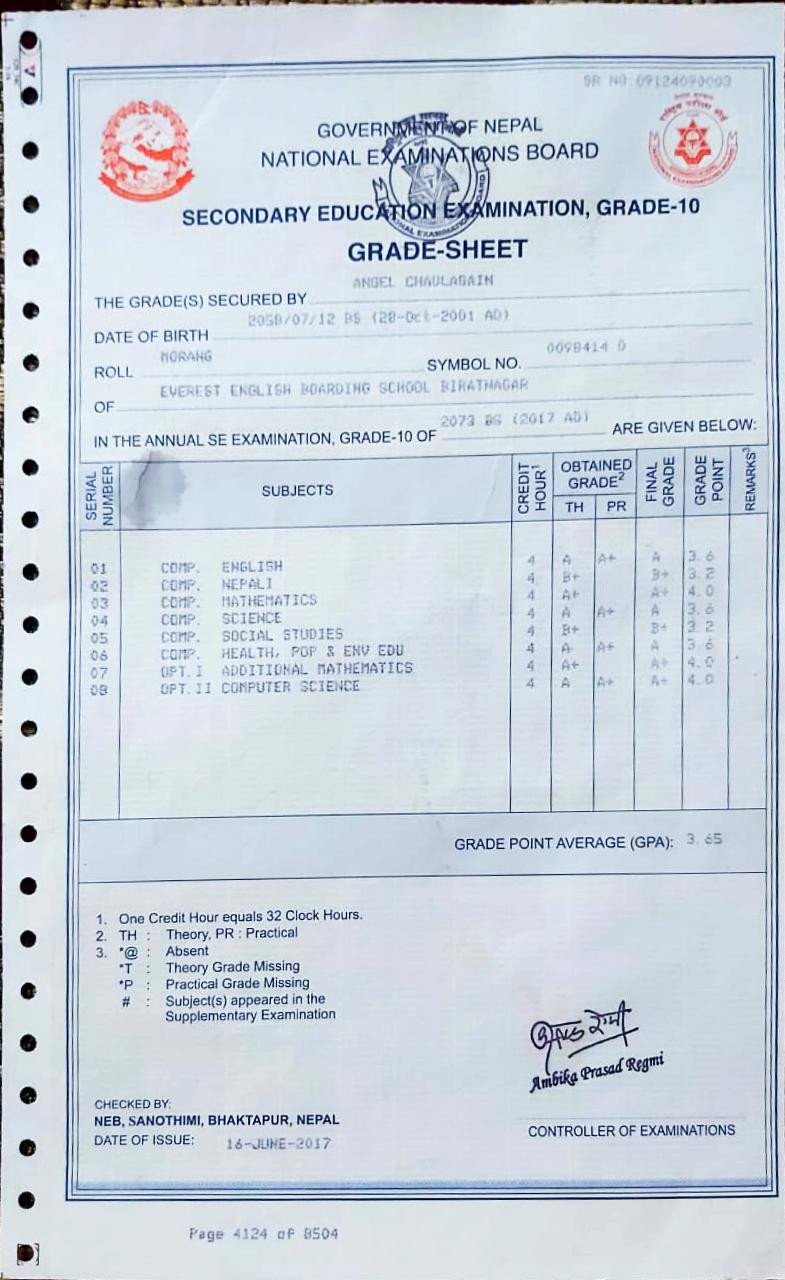 SR NO 09124090003
GOVERNMENT OF NEPAL
NATIONAL EXAMINATIONS BOARD
SECONDARY EDUCATION EXAMINATION, GRADE-10
GRADE-SHEET
THE GRADE(S) SECURED BY ANGEL CHAULAGAIN
DATE OF BIRTH 2058/07/12 BS (28-Oct-2001 AD)
ROLL MORANG SYMBOL NO. 0098414 O
OF EVEREST ENGLISH BOARDING SCHOOL BIRATNAGAR
IN THE ANNUAL SE EXAMINATION, GRADE-10 OF 2073 BS (2017 AD) ARE GIVEN BELOW:
SERIAL NUMBER SUBJECTS CREDIT HOUR1 OBTAINED GRADE2 FINAL GRADE GRADE POINT REMARKS3
TH PR
01 COMP. ENGLISH 4 A A+ A 3.6
02 COMP. NEPALI 4 B+ B+ 3.2
03 COMP. MATHEMATICS 4 A+ A+ 4.0
04 COMP. SCIENCE 4 A A+ A 3.6
05 COMP. SOCIAL STUDIES 4 B+ B+ 3.2
06 COMP. HEALTH, POP & ENV EDU 4 A A+ A 3.6
07 OPT.I ADDITIONAL MATHEMATICS 4 A+ A+ 4.0
08 OPT.II COMPUTER SCIENCE 4 A A+ A+ 4.0
GRADE POINT AVERAGE (GPA): 3.65
1. One Credit Hour equals 32 Clock Hours.
2. TH : Theory, PR : Practical
3. *@ : Absent
*T : Theory Grade Missing
*P : Practical Grade Missing
# : Subject(s) appeared in the
Supplementary Examination
Ambika Prasad Regmi
CHECKED BY:
NEB, SANOTHIMI, BHAKTAPUR, NEPAL
DATE OF ISSUE: 16-JUNE-2017
CONTROLLER OF EXAMINATIONS
Page 4124 of 8504